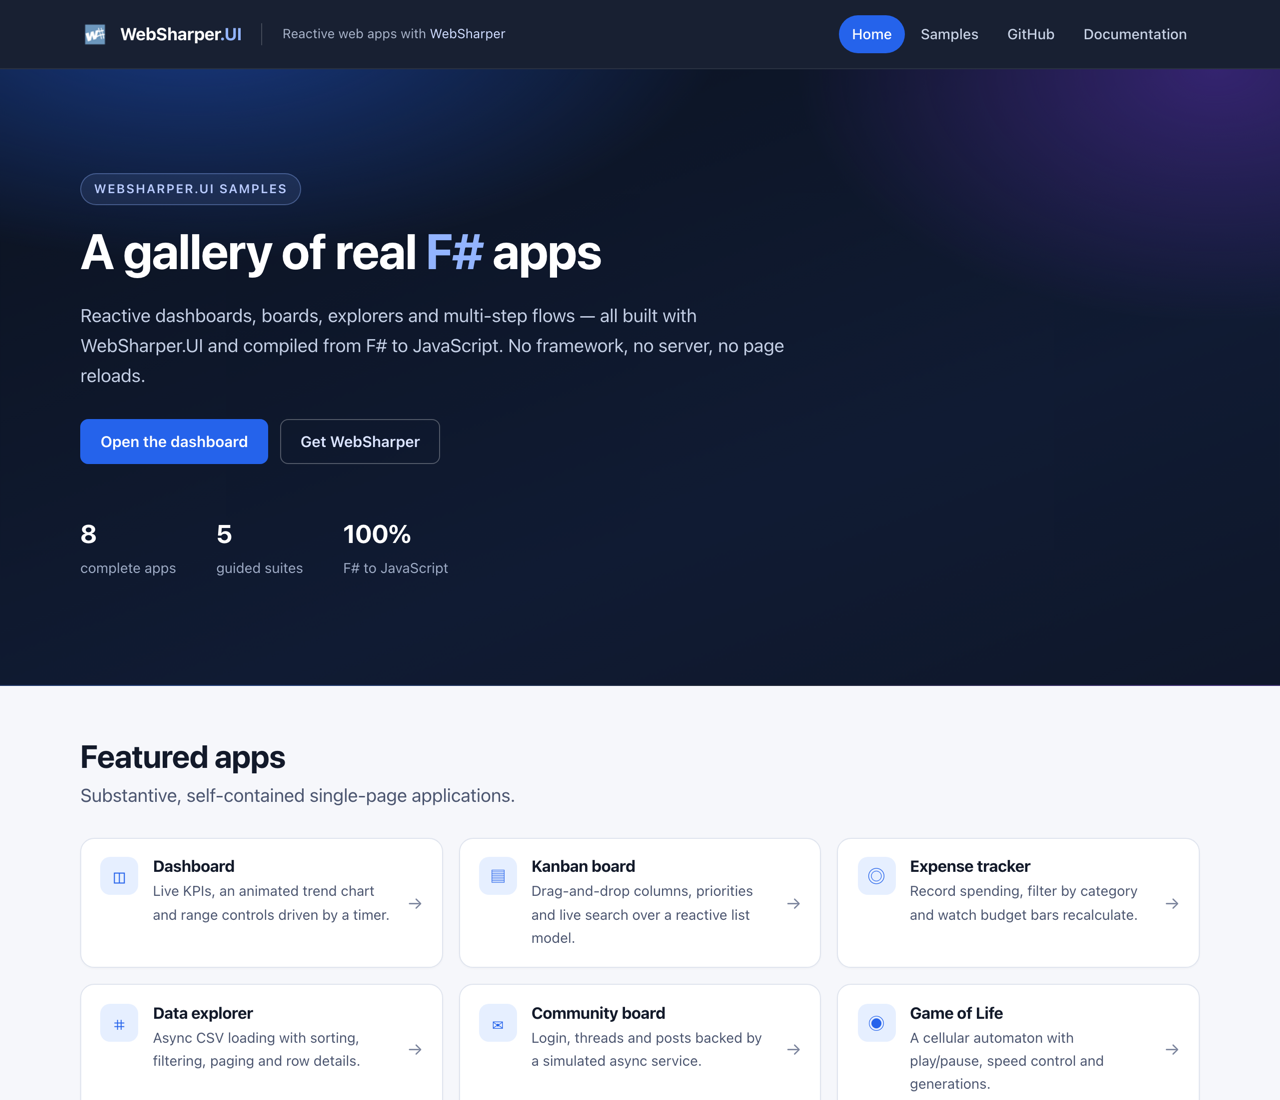 WebSharper.UI
Reactive web apps with WebSharper
Home
Samples
GitHub
Documentation
WEBSHARPER.UI SAMPLES
A gallery of real F# apps
Reactive dashboards, boards, explorers and multi-step flows — all built with
WebSharper.UI and compiled from F# to JavaScript. No framework, no server, no page
reloads.
Open the dashboard
Get WebSharper
8
complete apps
5
guided suites
100%
F# to JavaScript
Featured apps
Substantive, self-contained single-page applications.
Dashboard
Live KPIs, an animated trend chart
and range controls driven by a timer.
→
Kanban board
Drag-and-drop columns, priorities
and live search over a reactive list
model.
→
Expense tracker
Record spending, filter by category
and watch budget bars recalculate.
→
Data explorer
Async CSV loading with sorting,
filtering, paging and row details.
→
Community board
Login, threads and posts backed by
a simulated async service.
→
Game of Life
A cellular automaton with
play/pause, speed control and
generations.
→